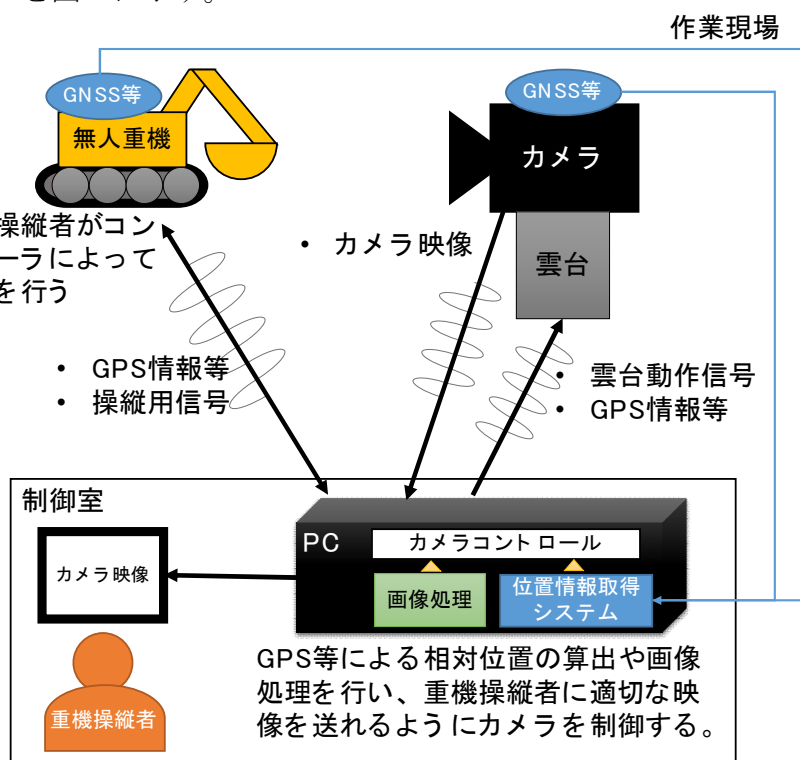 作業現場
GNSS等
GNSS等
無人重機
カメラ
操縦者がコン
ーラによって
を行う
• カメラ映像
雲台
• GPS情報等
• 操縦用信号
• 雲台動作信号
• GPS情報等
制御室
PC
カメラコントロール
カメラ映像
画像処理
位置情報取得
システム
GPS等による相対位置の算出や画像
処理を行い、重機操縦者に適切な映
像を送れるようにカメラを制御する。
重機操縦者